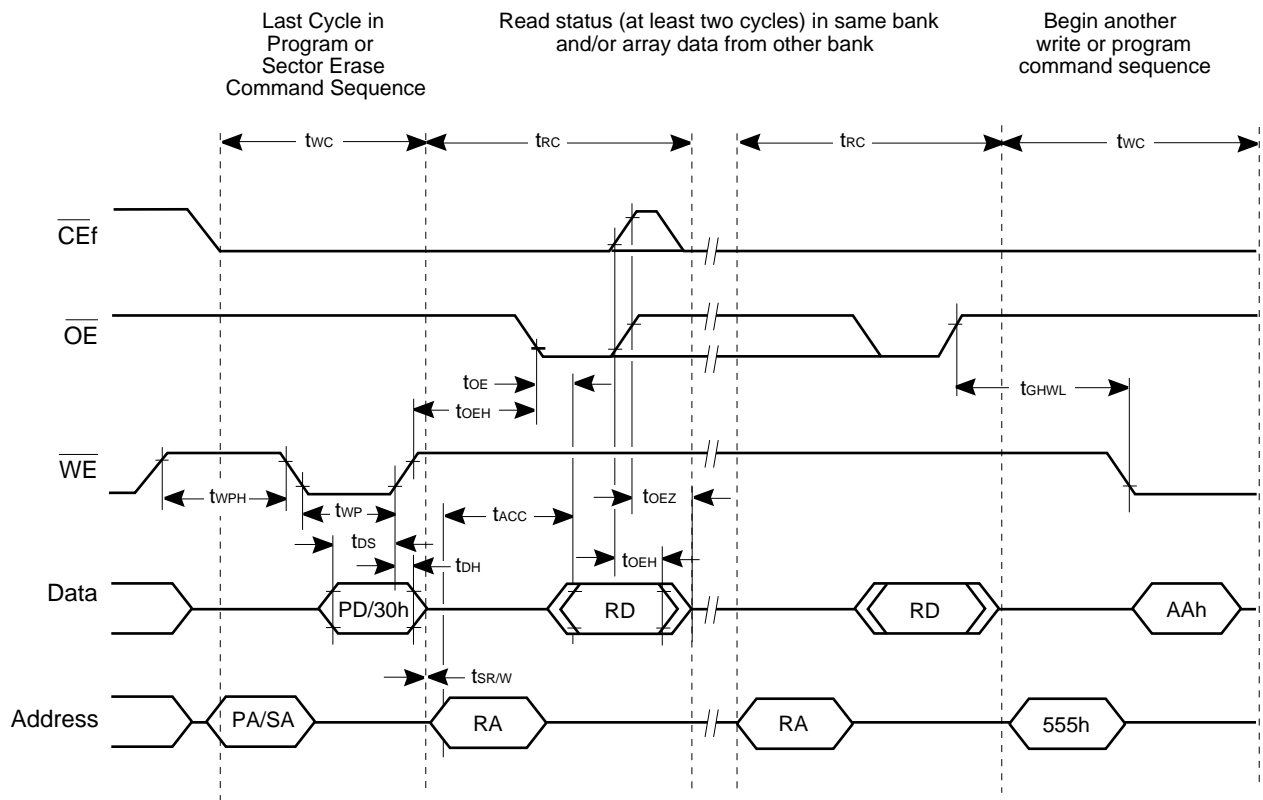 Last Cycle in
Program or
Sector Erase
Command Sequence
Read status (at least two cycles) in same bank
and/or array data from other bank
Begin another
write or program
command sequence
tWC
tRC
tRC
tWC
CEf
OE
tOE
tOEH
tGHWL
WE
tWPH
tWP
tACC
tOEZ
tDS
tDH
tOEH
Data
PD/30h
RD
RD
AAh
tSR/W
Address
PA/SA
RA
RA
555h